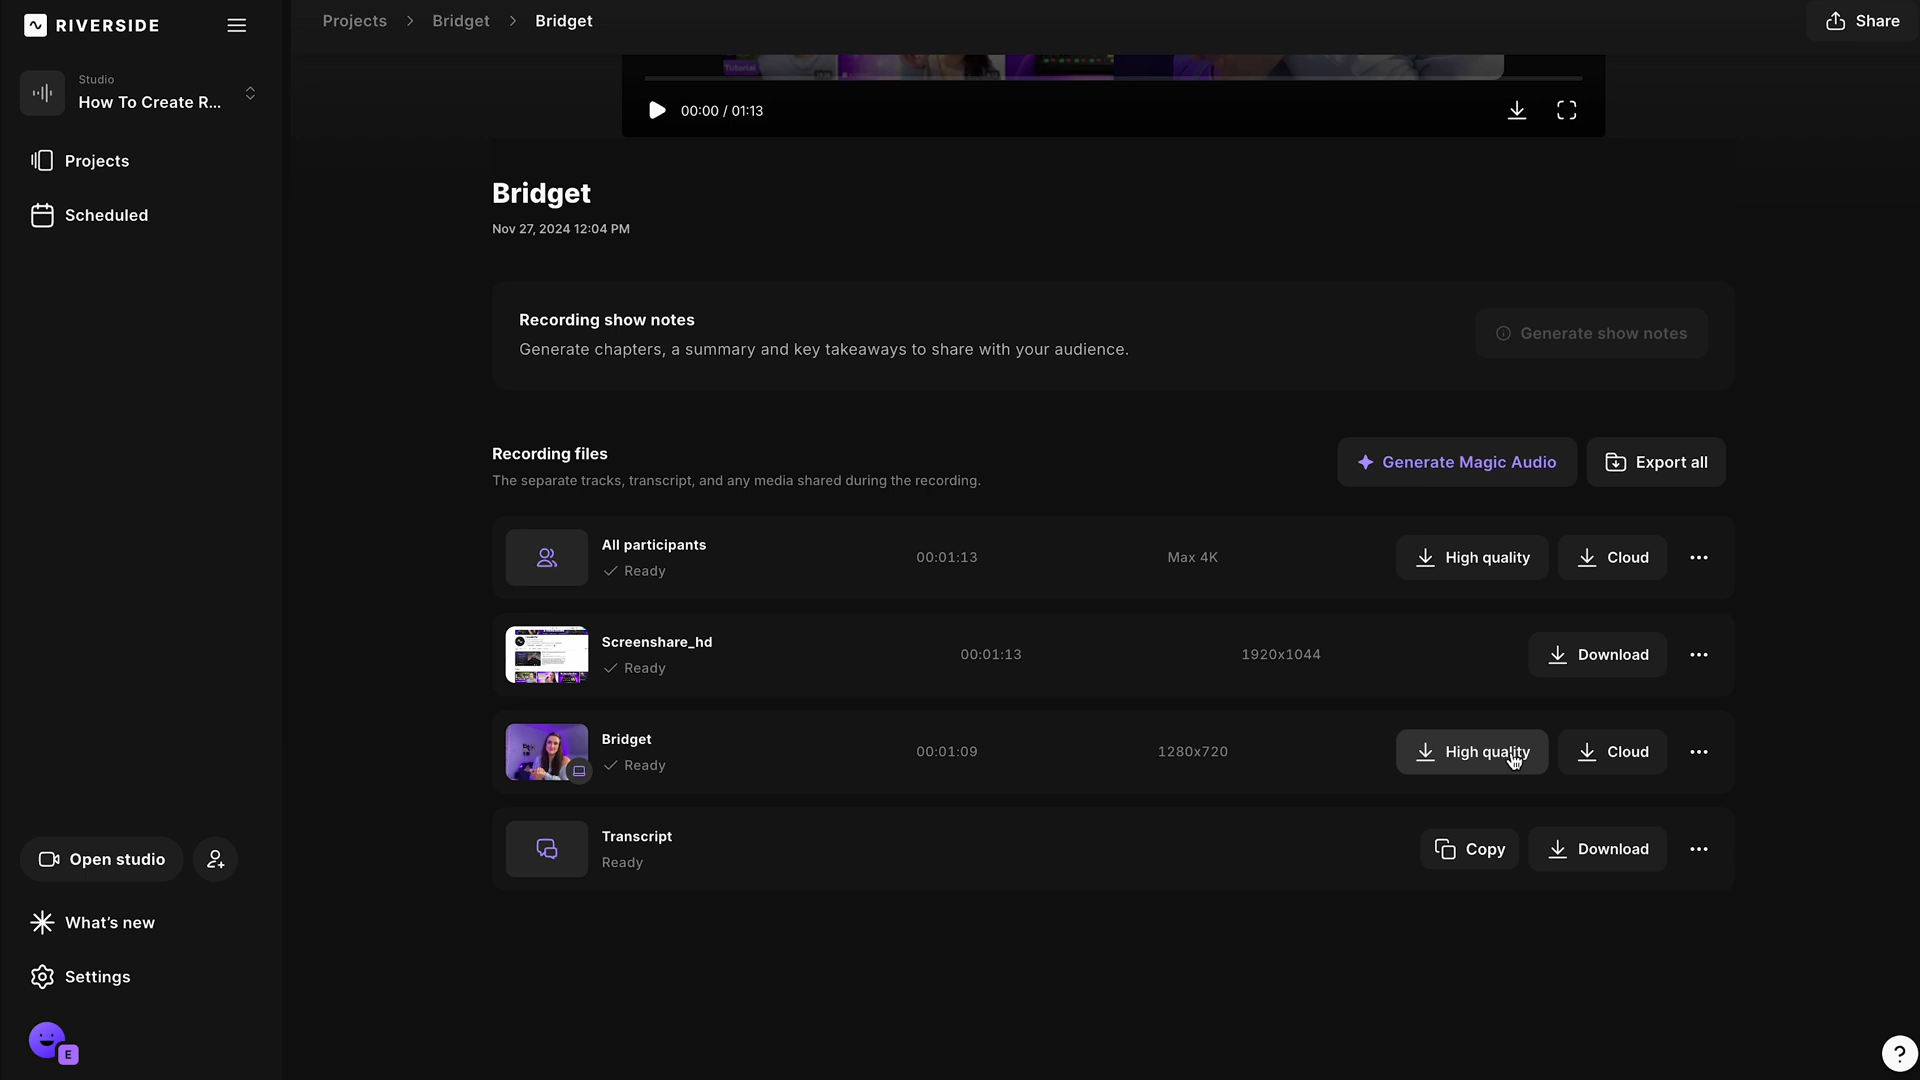 RIVERSIDE
Projects > Bridget > Bridget
Share
Studio
How To Create R...
Projects
Scheduled
Tutorial
00:00 / 01:13
Bridget
Nov 27, 2024 12:04 PM
Recording show notes
Generate chapters, a summary and key takeaways to share with your audience.
Generate show notes
Recording files
The separate tracks, transcript, and any media shared during the recording.
Generate Magic Audio
Export all
All participants
Ready
00:01:13
Max 4K
High quality
Cloud
Screenshare_hd
Ready
00:01:13
1920x1044
Download
Bridget
Ready
00:01:09
1280x720
High quality
Cloud
Transcript
Ready
Copy
Download
Open studio
What's new
Settings
E
?